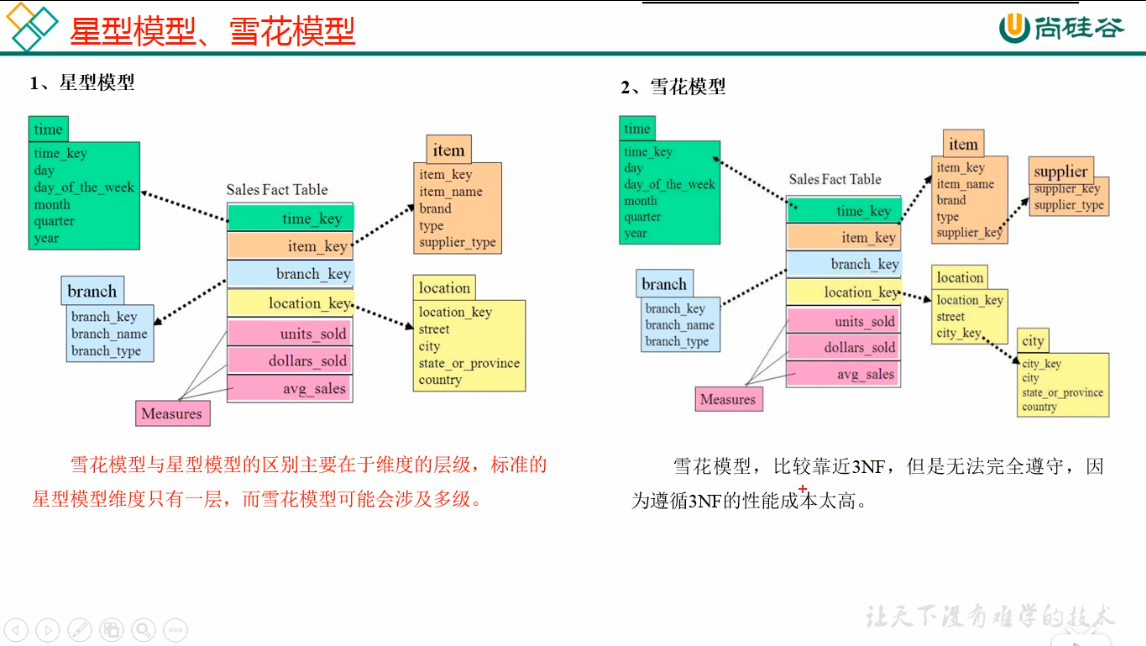 星型模型、雪花模型
尚硅谷
1、星型模型
time
time_key
day
day_of_the_week
month
quarter
year
Sales Fact Table
time_key
item_key
branch_key
location_key
units_sold
dollars_sold
avg_sales
item
item_key
item_name
brand
type
supplier_type
branch
branch_key
branch_name
branch_type
location
location_key
street
city
state_or_province
country
Measures
雪花模型与星型模型的区别主要在于维度的层级，标准的
星型模型维度只有一层，而雪花模型可能会涉及多级。
2、雪花模型
time
time_key
day
day_of_the_week
month
quarter
year
Sales Fact Table
time_key
item_key
branch_key
location_key
units_sold
dollars_sold
avg_sales
item
item_key
item_name
brand
type
supplier_key
supplier
supplier_key
supplier_type
branch
branch_key
branch_name
branch_type
location
location_key
street
city_key
city
city_key
city
state_or_province
country
Measures
雪花模型，比较靠近3NF，但是无法完全遵守，因
为遵循3NF的性能成本太高。
让天下没有难学的技术